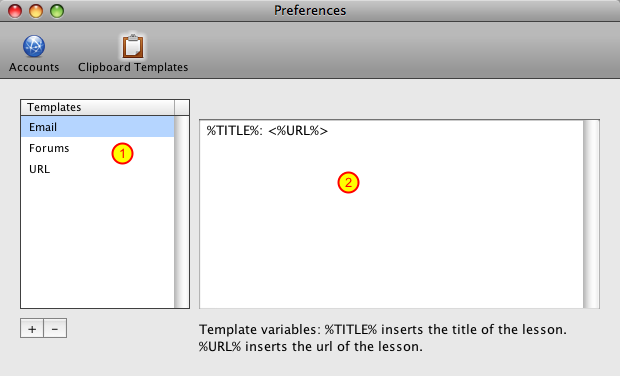 Preferences
Accounts
Clipboard Templates
Templates
Email
Forums
URL
1
%TITLE%: <%URL%>
2
+ -
Template variables: %TITLE% inserts the title of the lesson.
%URL% inserts the url of the lesson.